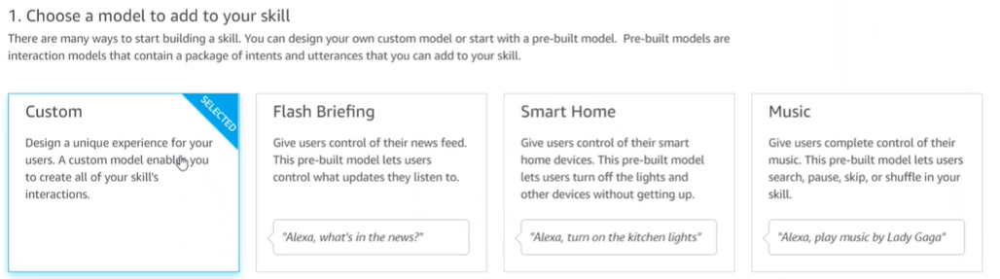 1. Choose a model to add to your skill
There are many ways to start building a skill. You can design your own custom model or start with a pre-built model. Pre-built models are
interaction models that contain a package of intents and utterances that you can add to your skill.
Custom
SELECTED
Design a unique experience for your
users. A custom model enables you
to create all of your skill's
interactions.
Flash Briefing
Give users control of their news feed.
This pre-built model lets users
control what updates they listen to.
"Alexa, what's in the news?"
Smart Home
Give users control of their smart
home devices. This pre-built model
lets users turn off the lights and
other devices without getting up.
"Alexa, turn on the kitchen lights"
Music
Give users complete control of their
music. This pre-built model lets users
search, pause, skip, or shuffle in your
skill.
"Alexa, play music by Lady Gaga"